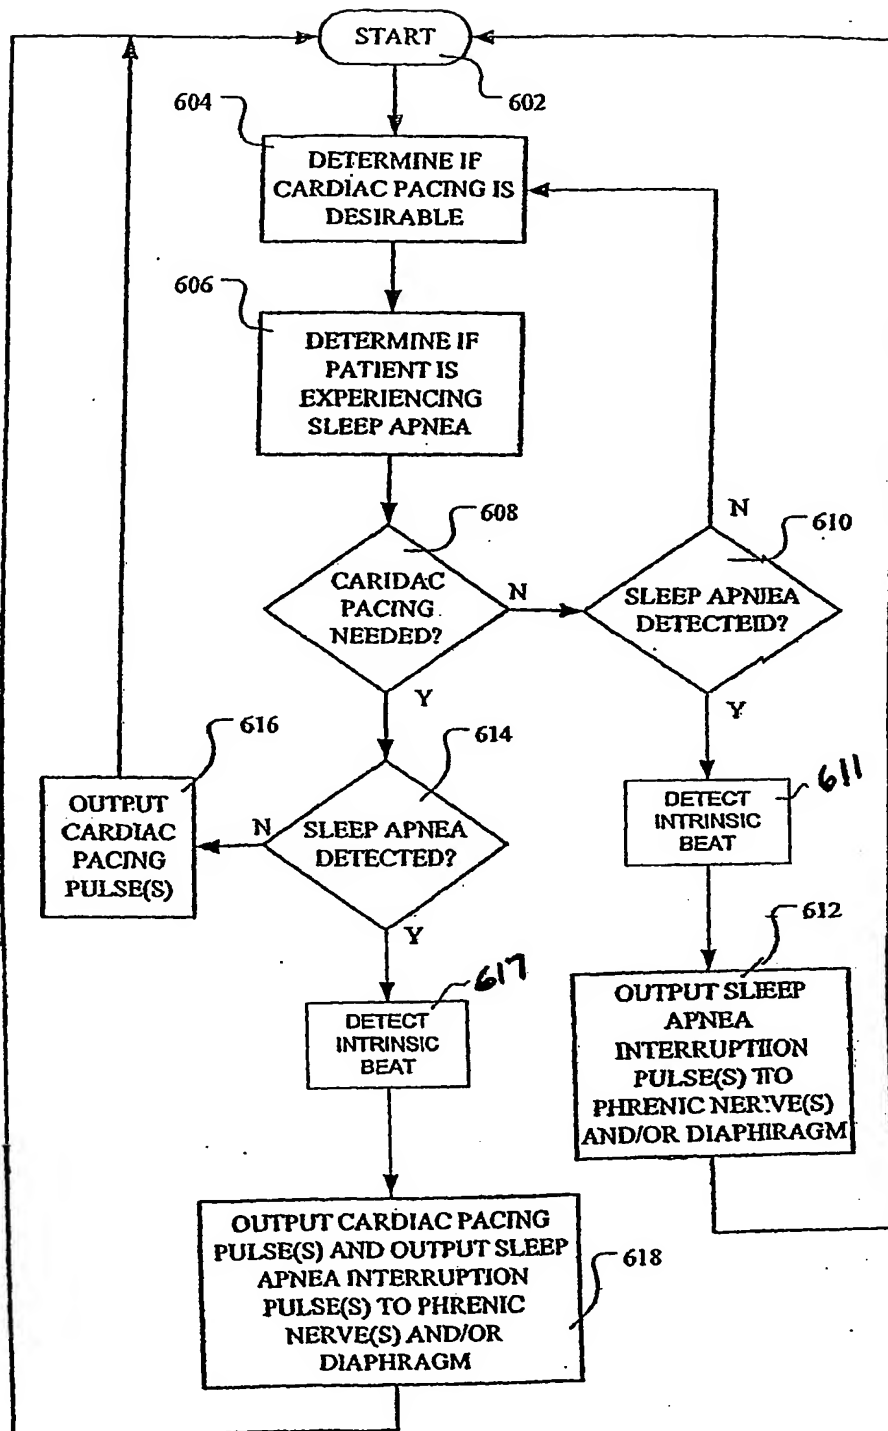 START
602
604
DETERMINE IF
CARDIAC PACING IS
DESIRABLE
606
DETERMINE IF
PATIENT IS
EXPERIENCING
SLEEP APNEA
608
CARIDAC
PACING
NEEDED?
N
Y
610
SLEEP APNIEA
DETECTEID?
N
Y
611
DETECT
INTRINSIC
BEAT
612
OUTPUT SLIEEP
APNEA
INTERRUPTIION
PULSE(S) TO
PHRENIC NERVE(S)
AND/OR DIAPHIRAGM
614
SLEEP APNEA
DETECTED?
N
Y
616
OUTPUT
CARDIAC
PACING
PULSE(S)
617
DETECT
INTRINSIC
BEAT
618
OUTPUT CARDIAC PACING
PULSE(S) AND OUTPUT SLEEP
APNEA INTERRUPTION
PULSE(S) TO PHRENIC
NERVE(S) AND/OR
DIAPHRAGM